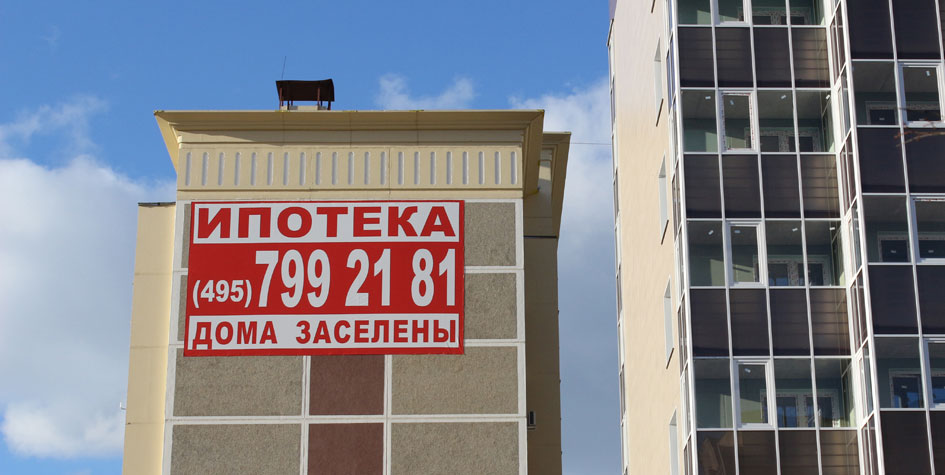 ИПОТЕКА
(495) 799 21 81
ДОМА ЗАСЕЛЕНЫ